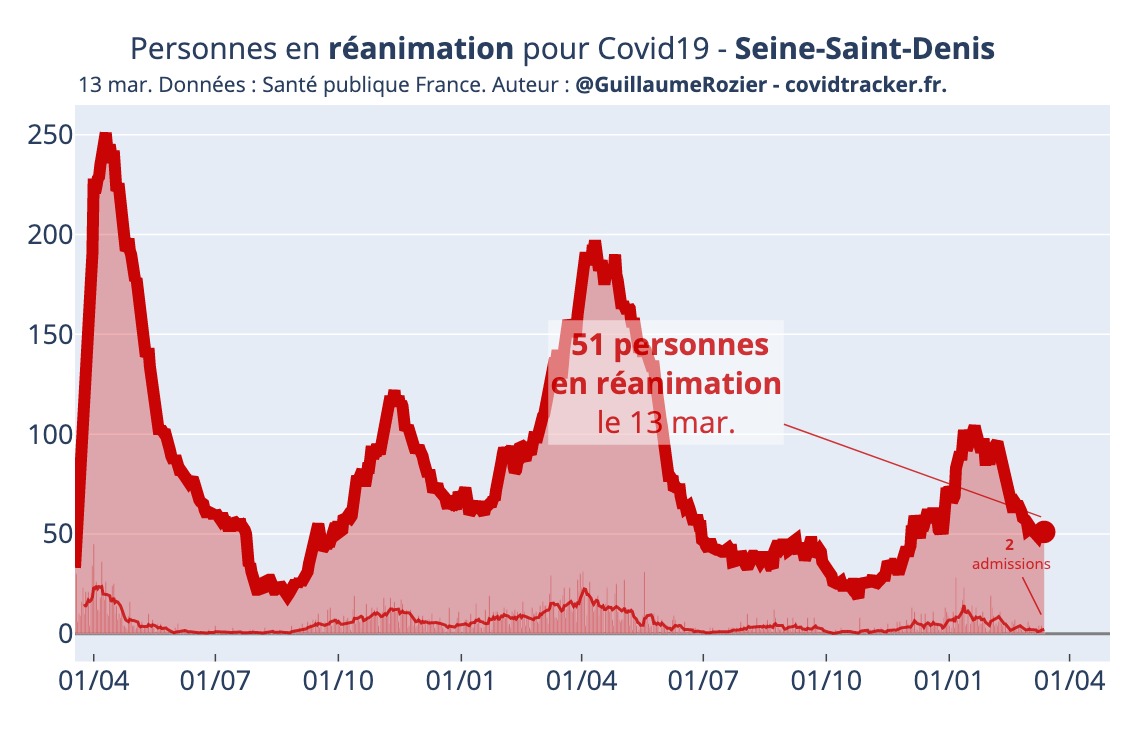 Personnes en réanimation pour Covid19 - Seine-Saint-Denis
13 mar. Données : Santé publique France. Auteur : @GuillaumeRozier - covidtracker.fr.
250
200
150
100
50
0
51 personnes
en réanimation
le 13 mar.
2
admissions
01/04
01/07
01/10
01/01
01/04
01/07
01/10
01/01
01/04